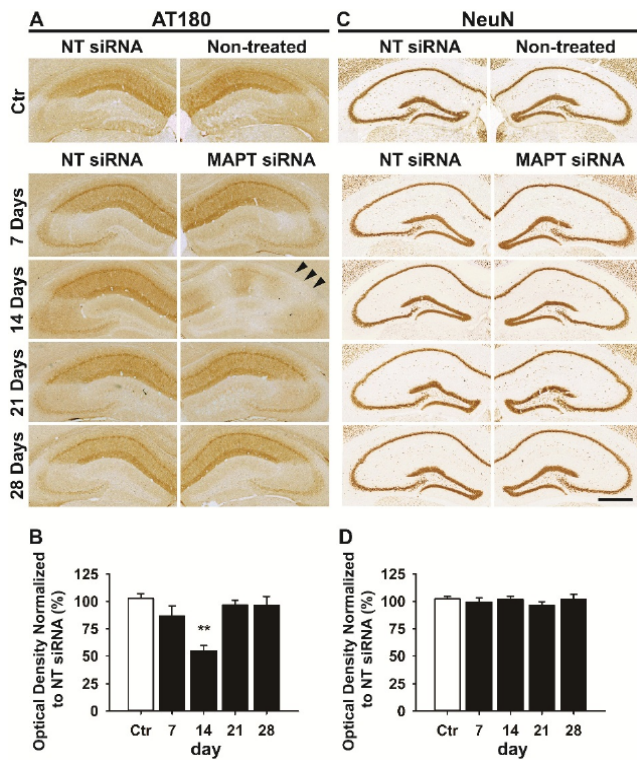 A AT180 C NeuN
NT siRNA Non-treated NT siRNA Non-treated
Ctr
NT siRNA MAPT siRNA NT siRNA MAPT siRNA
7 Days
14 Days
21 Days
28 Days
B D
Optical Density Normalized
to NT siRNA (%)
125
100
75
50
25
0
**
Ctr 7 14 21 28
day
Optical Density Normalized
to NT siRNA (%)
125
100
75
50
25
0
Ctr 7 14 21 28
day